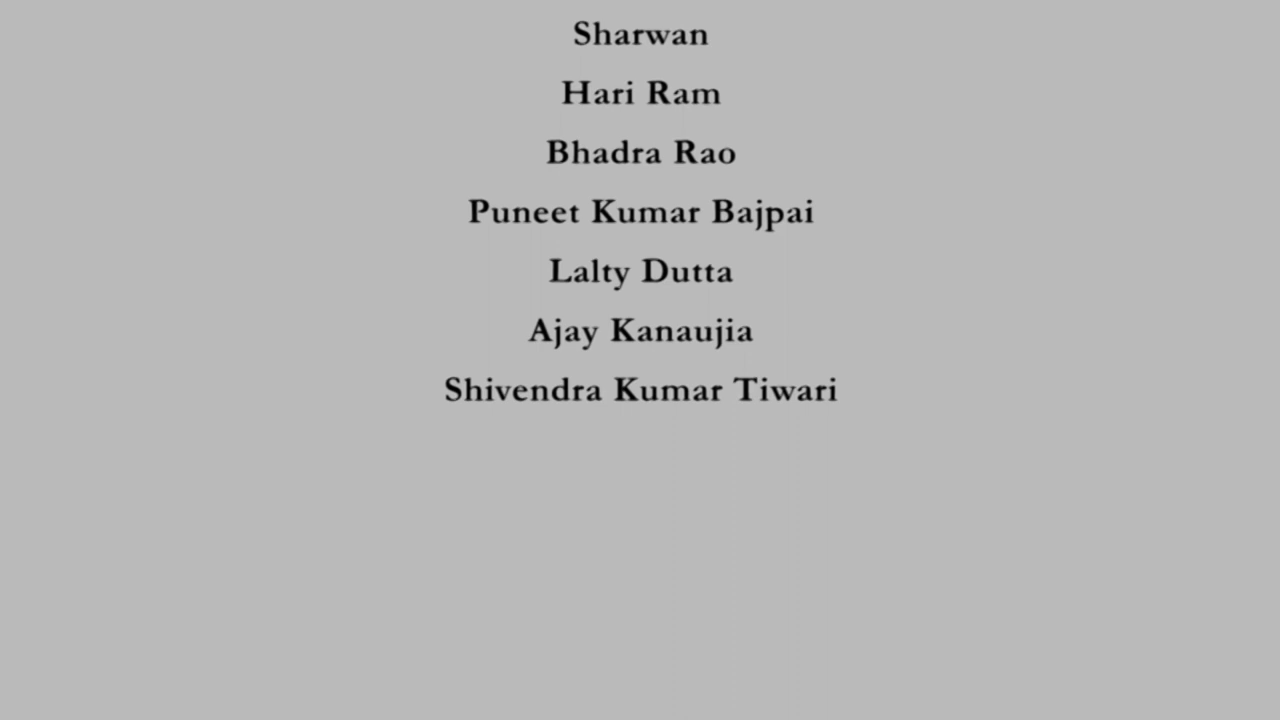 Sharwan
Hari Ram
Bhadra Rao
Puneet Kumar Bajpai
Lalty Dutta
Ajay Kanaujia
Shivendra Kumar Tiwari